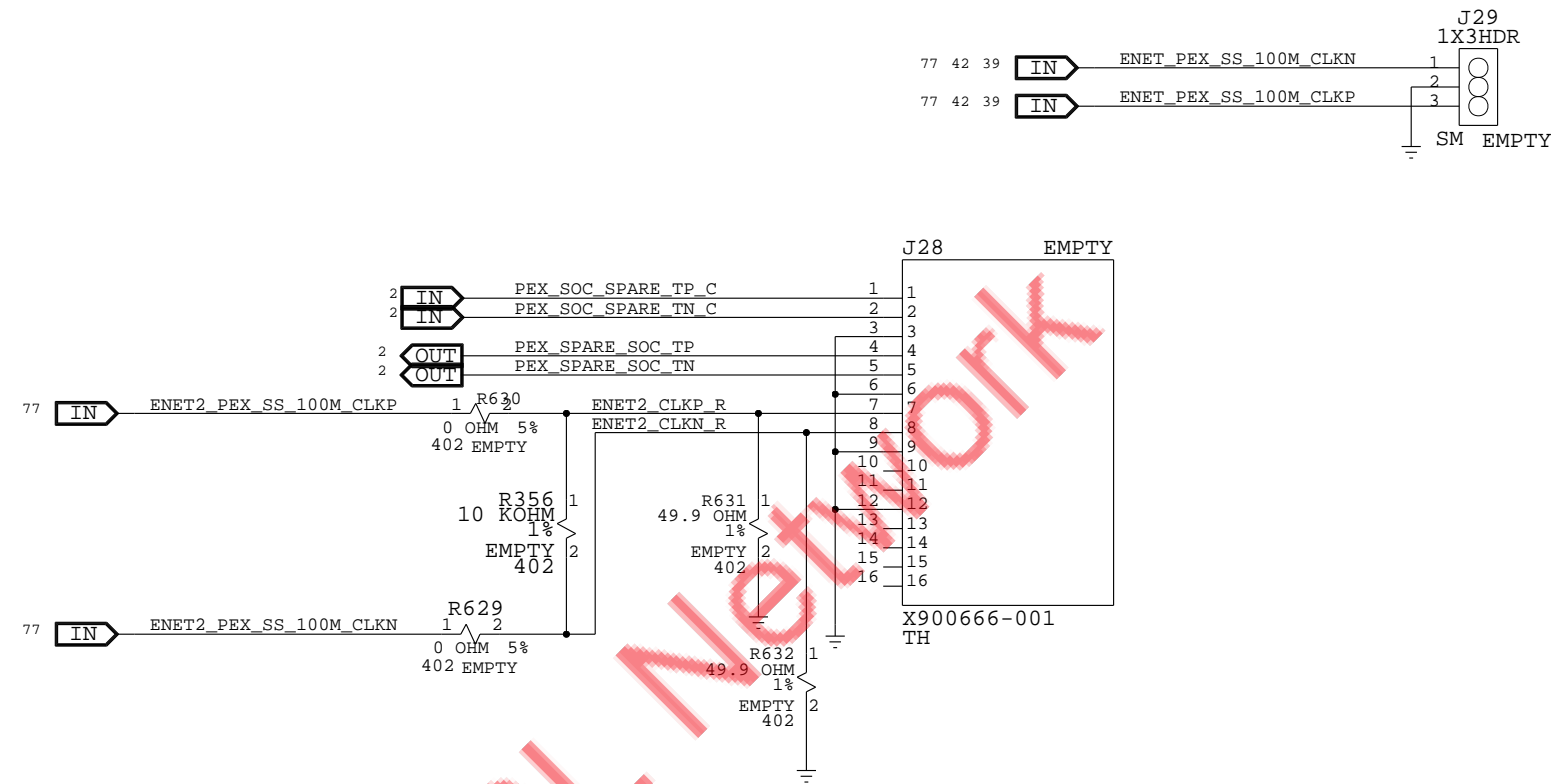 J29
1X3HDR
77 42 39 IN ENET_PEX_SS_100M_CLKN 1
2
77 42 39 IN ENET_PEX_SS_100M_CLKP 3
SM EMPTY
J28 EMPTY
2 IN PEX_SOC_SPARE_TP_C 1 1
2 IN PEX_SOC_SPARE_TN_C 2 2
3 3
2 OUT PEX_SPARE_SOC_TP 4 4
2 OUT PEX_SPARE_SOC_TN 5 5
6 6
77 IN ENET2_PEX_SS_100M_CLKP 1 R630 2 ENET2_CLKP_R 7 7
0 OHM 5%
402 EMPTY
ENET2_CLKN_R 8 8
9 9
10 10
11 11
12 12
13 13
14 14
15 15
16 16
R356 1
10 KOHM
1%
EMPTY 2
402
R631 1
49.9 OHM
1%
EMPTY 2
402
X900666-001
TH
77 IN ENET2_PEX_SS_100M_CLKN 1 R629 2
0 OHM 5%
402 EMPTY
R632 1
49.9 OHM
1%
EMPTY 2
402
Network